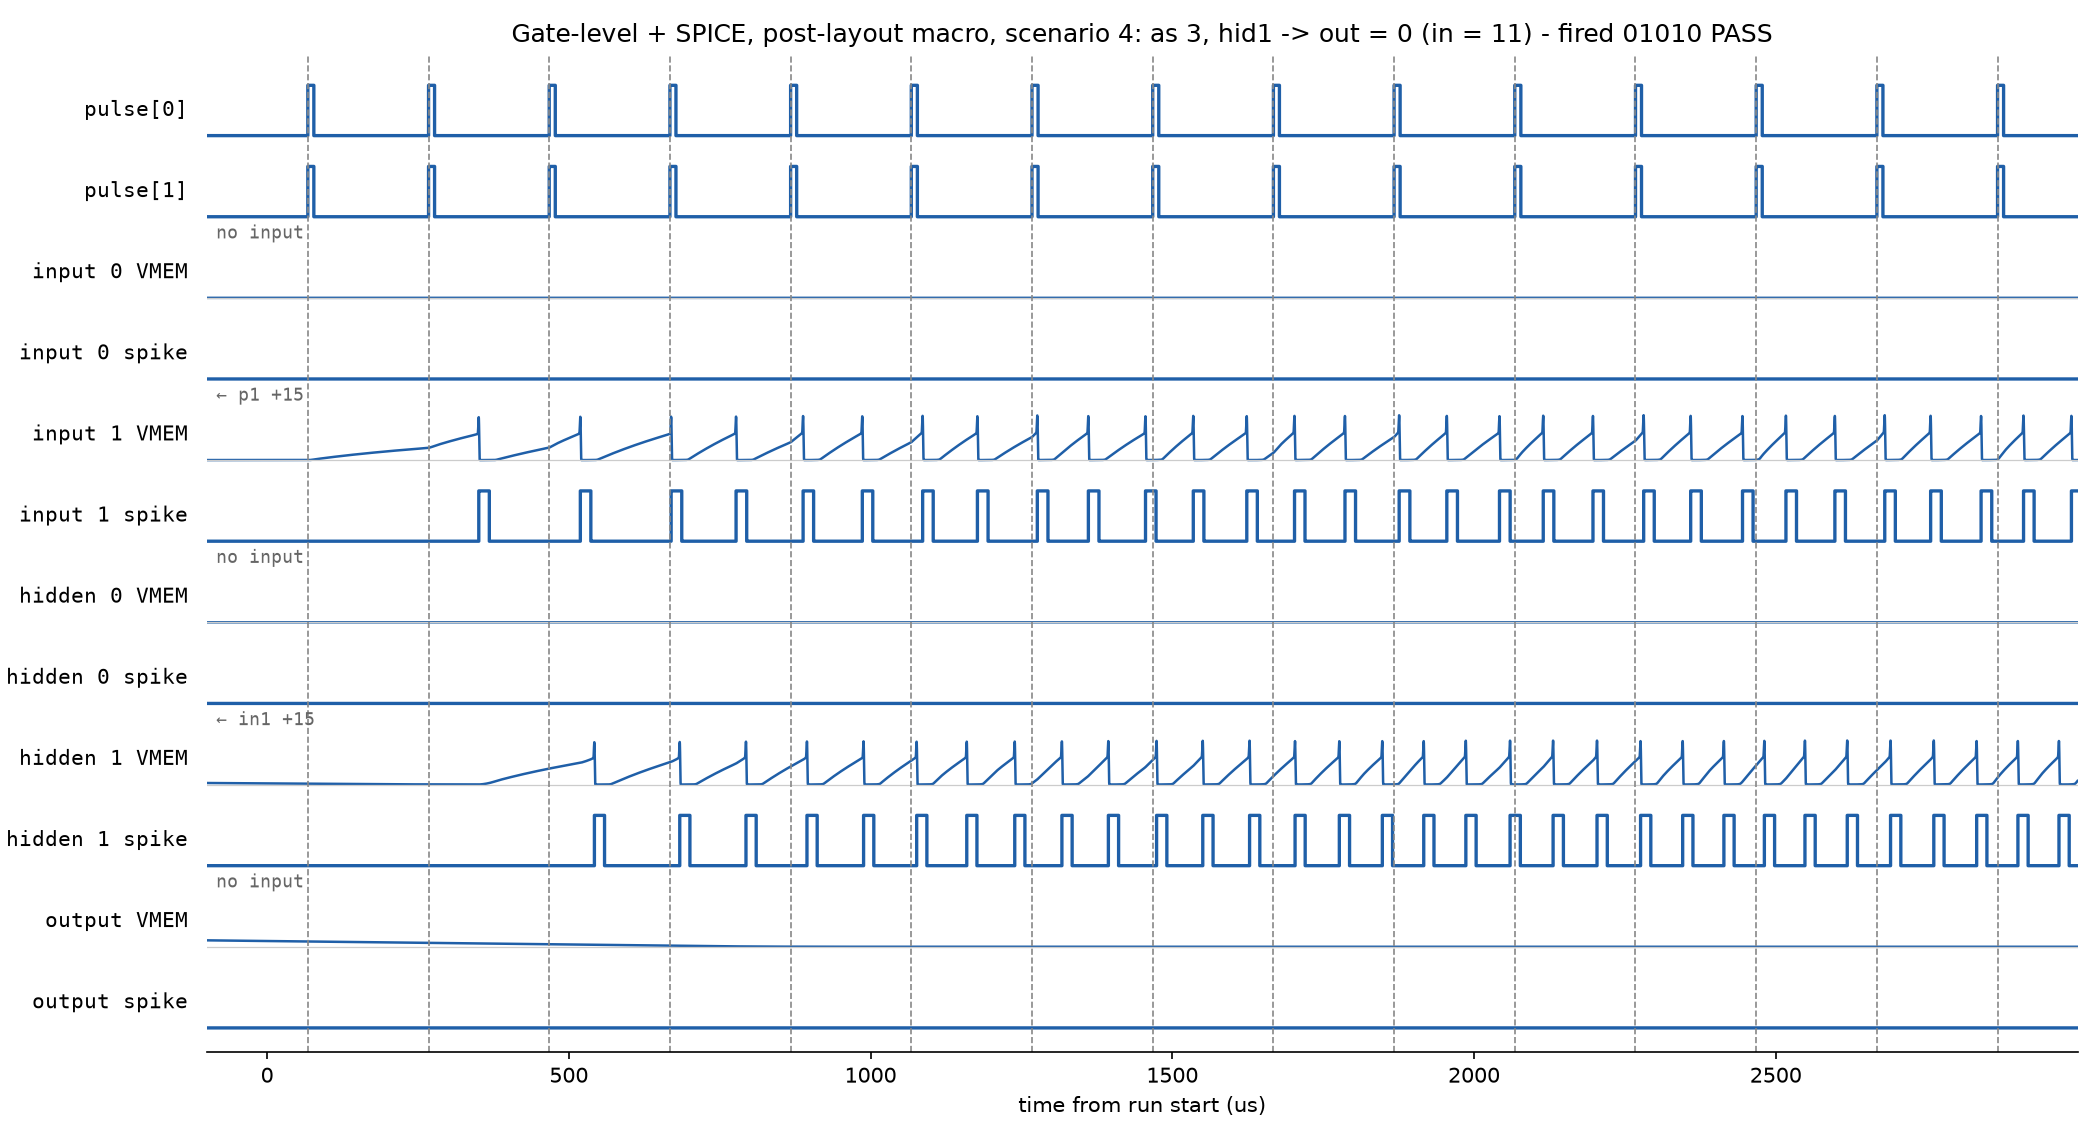 Gate-level + SPICE, post-layout macro, scenario 4: as 3, hid1 -> out = 0 (in = 11) - fired 01010 PASS
pulse[0]
pulse[1]
no input
input 0 VMEM
input 0 spike
← p1 +15
input 1 VMEM
input 1 spike
no input
hidden 0 VMEM
hidden 0 spike
← in1 +15
hidden 1 VMEM
hidden 1 spike
no input
output VMEM
output spike
0 500 1000 1500 2000 2500
time from run start (us)